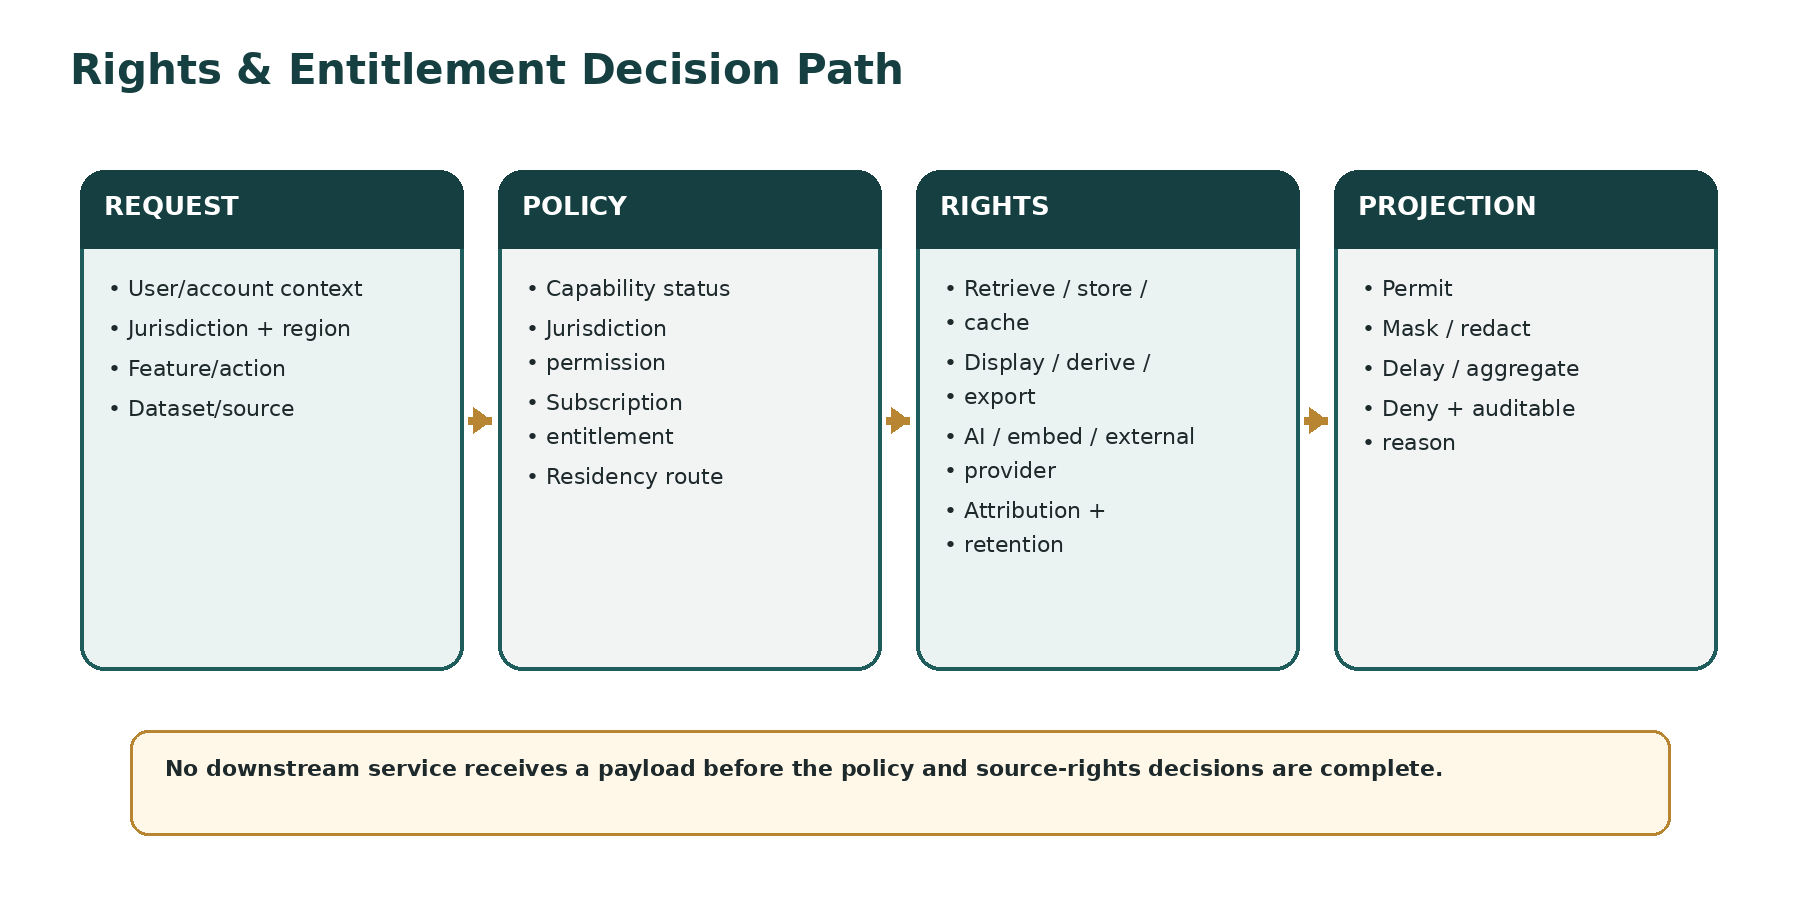 Rights & Entitlement Decision Path
REQUEST
• User/account context
• Jurisdiction + region
• Feature/action
• Dataset/source
POLICY
• Capability status
• Jurisdiction
• permission
• Subscription
• entitlement
• Residency route
RIGHTS
• Retrieve / store /
• cache
• Display / derive /
• export
• AI / embed / external
• provider
• Attribution +
• retention
PROJECTION
• Permit
• Mask / redact
• Delay / aggregate
• Deny + auditable
• reason
No downstream service receives a payload before the policy and source-rights decisions are complete.